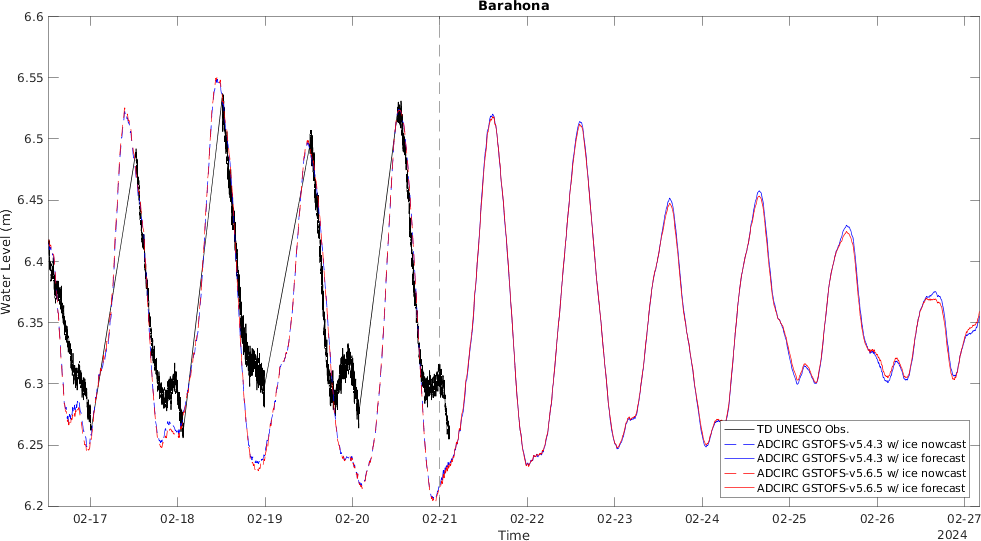 Barahona
Water Level (m)
6.6
6.55
6.5
6.45
6.4
6.35
6.3
6.25
6.2
TD UNESCO Obs.
ADCIRC GSTOFS-v5.4.3 w/ ice nowcast
ADCIRC GSTOFS-v5.4.3 w/ ice forecast
ADCIRC GSTOFS-v5.6.5 w/ ice nowcast
ADCIRC GSTOFS-v5.6.5 w/ ice forecast
02-17 02-18 02-19 02-20 02-21 02-22 02-23 02-24 02-25 02-26 02-27
Time
2024